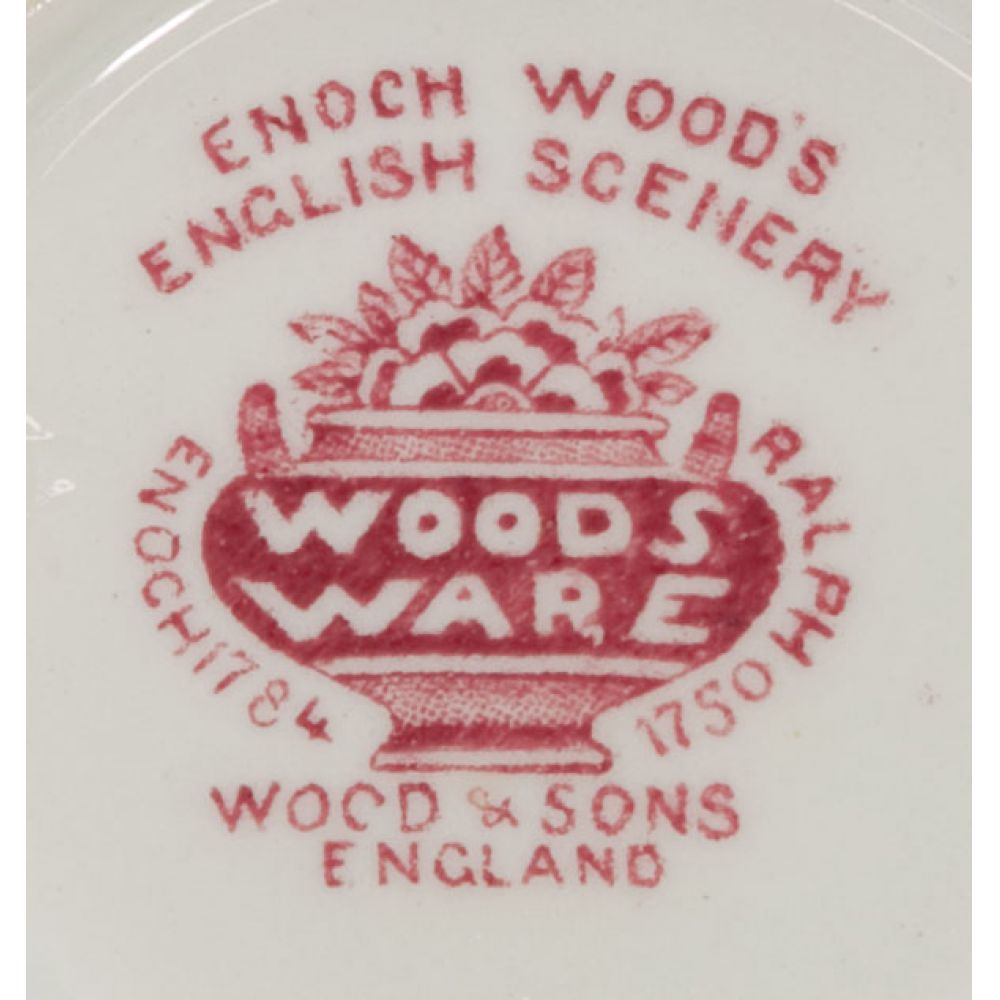 ENOCH WOOD'S
ENGLISH SCENERY
WOODS
WARE
ENOCH 1784
RALPH 1750
WOOD & SONS
ENGLAND